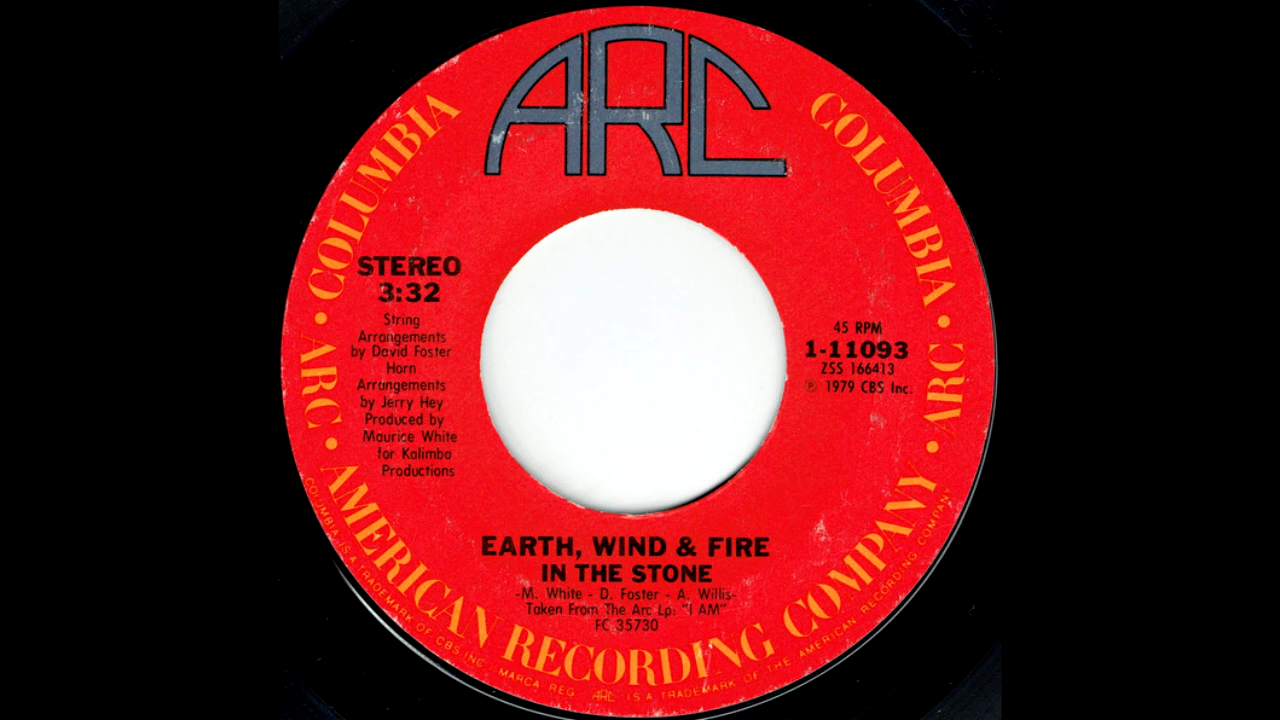 ARC
COLUMBIA • ARC • AMERICAN RECORDING COMPANY • ARC • COLUMBIA
STEREO
3:32
String
Arrangements
by David Foster
Horn
Arrangements
by Jerry Hey
Produced by
Maurice White
for Kalimba
Productions
45 RPM
1-11093
ZSS 166413
℗ 1979 CBS Inc.
EARTH, WIND & FIRE
IN THE STONE
-M. White - D. Foster - A. Willis-
Taken From The Arc Lp: "I AM"
FC 35730
COLUMBIA IS A TRADEMARK OF CBS INC. MARCA REG. ARC IS A TRADEMARK OF THE AMERICAN RECORDING COMPANY